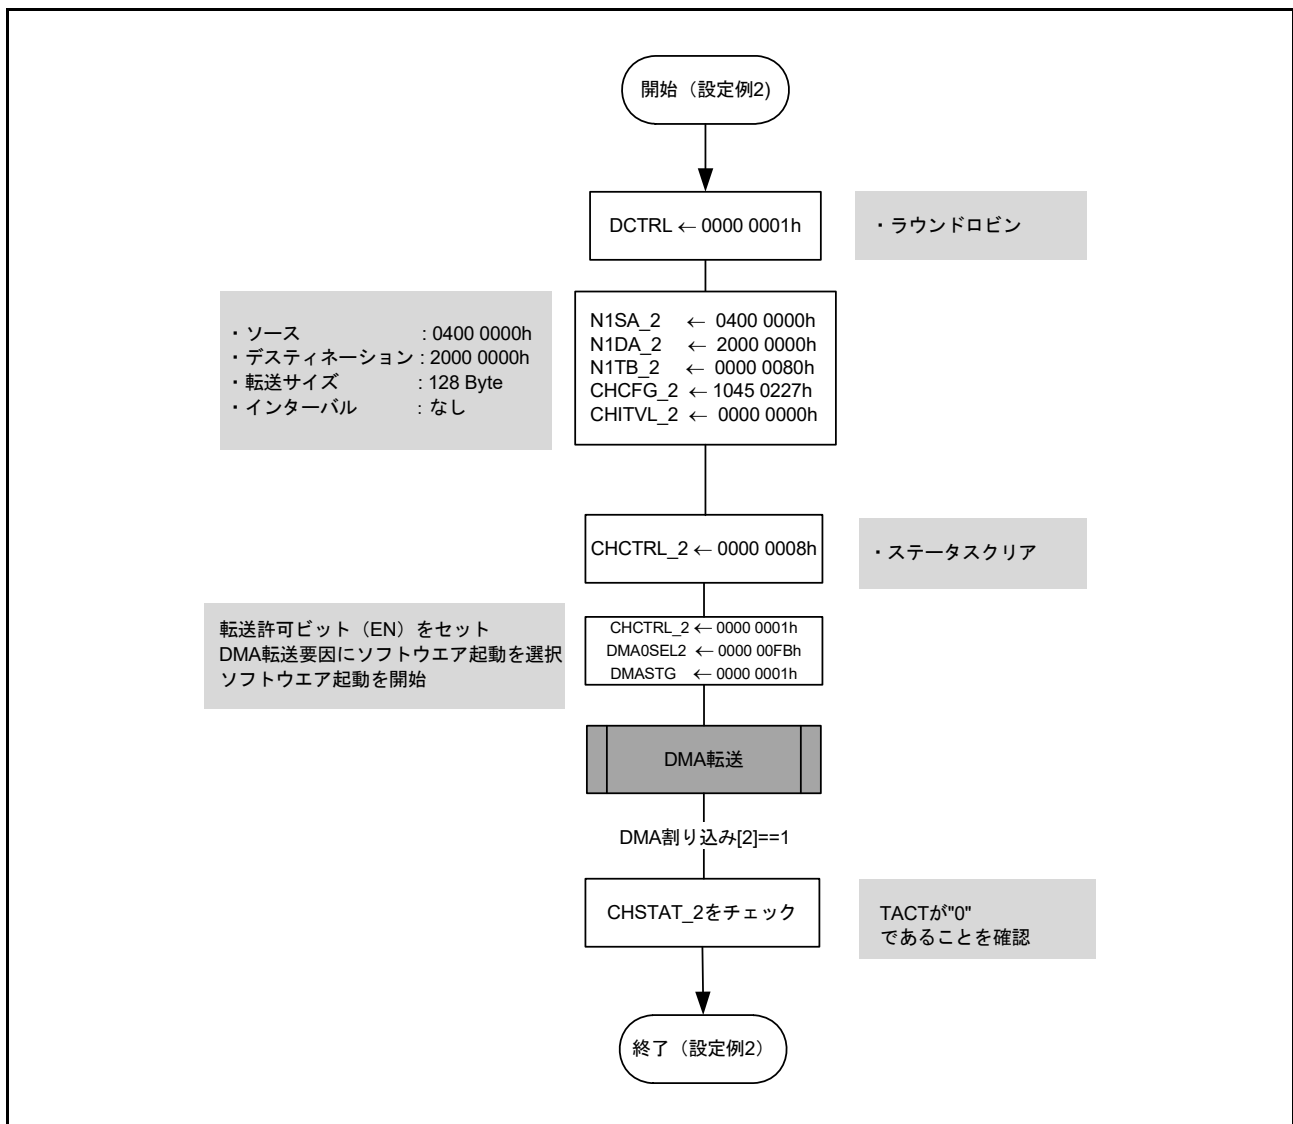 開始（設定例2)
DCTRL ← 0000 0001h
・ラウンドロビン
・ソース : 0400 0000h
・デスティネーション : 2000 0000h
・転送サイズ : 128 Byte
・インターバル : なし
N1SA_2 ← 0400 0000h
N1DA_2 ← 2000 0000h
N1TB_2 ← 0000 0080h
CHCFG_2 ← 1045 0227h
CHITVL_2 ← 0000 0000h
CHCTRL_2 ← 0000 0008h
・ステータスクリア
転送許可ビット（EN）をセット
DMA転送要因にソフトウエア起動を選択
ソフトウエア起動を開始
CHCTRL_2 ← 0000 0001h
DMA0SEL2 ← 0000 00FBh
DMASTG ← 0000 0001h
DMA転送
DMA割り込み[2]==1
CHSTAT_2をチェック
TACTが"0"
であることを確認
終了（設定例2）